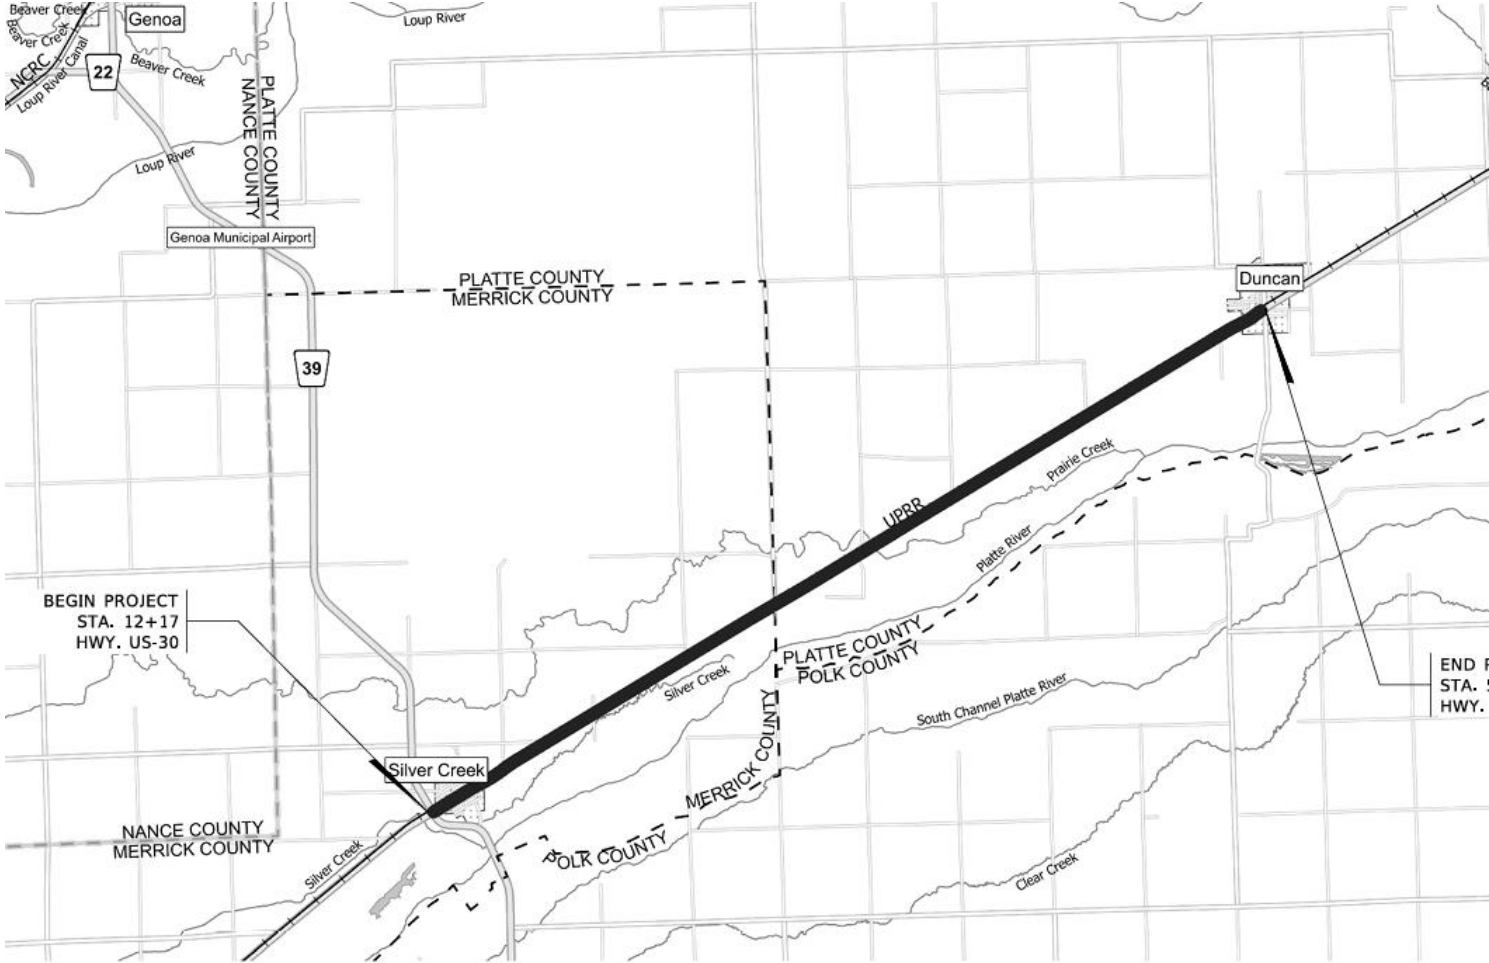 Beaver Creek
Beaver Creek
Genoa
Loup River
NCRC
Loup River Canal
22
Beaver Creek
PLATTE COUNTY
NANCE COUNTY
Loup River
Genoa Municipal Airport
PLATTE COUNTY
MERRICK COUNTY
Duncan
39
Prairie Creek
UPRR
Platte River
BEGIN PROJECT
STA. 12+17
HWY. US-30
PLATTE COUNTY
POLK COUNTY
Silver Creek
END
STA.
HWY.
South Channel Platte River
MERRICK COUNTY
Silver Creek
NANCE COUNTY
MERRICK COUNTY
POLK COUNTY
Silver Creek
Clear Creek